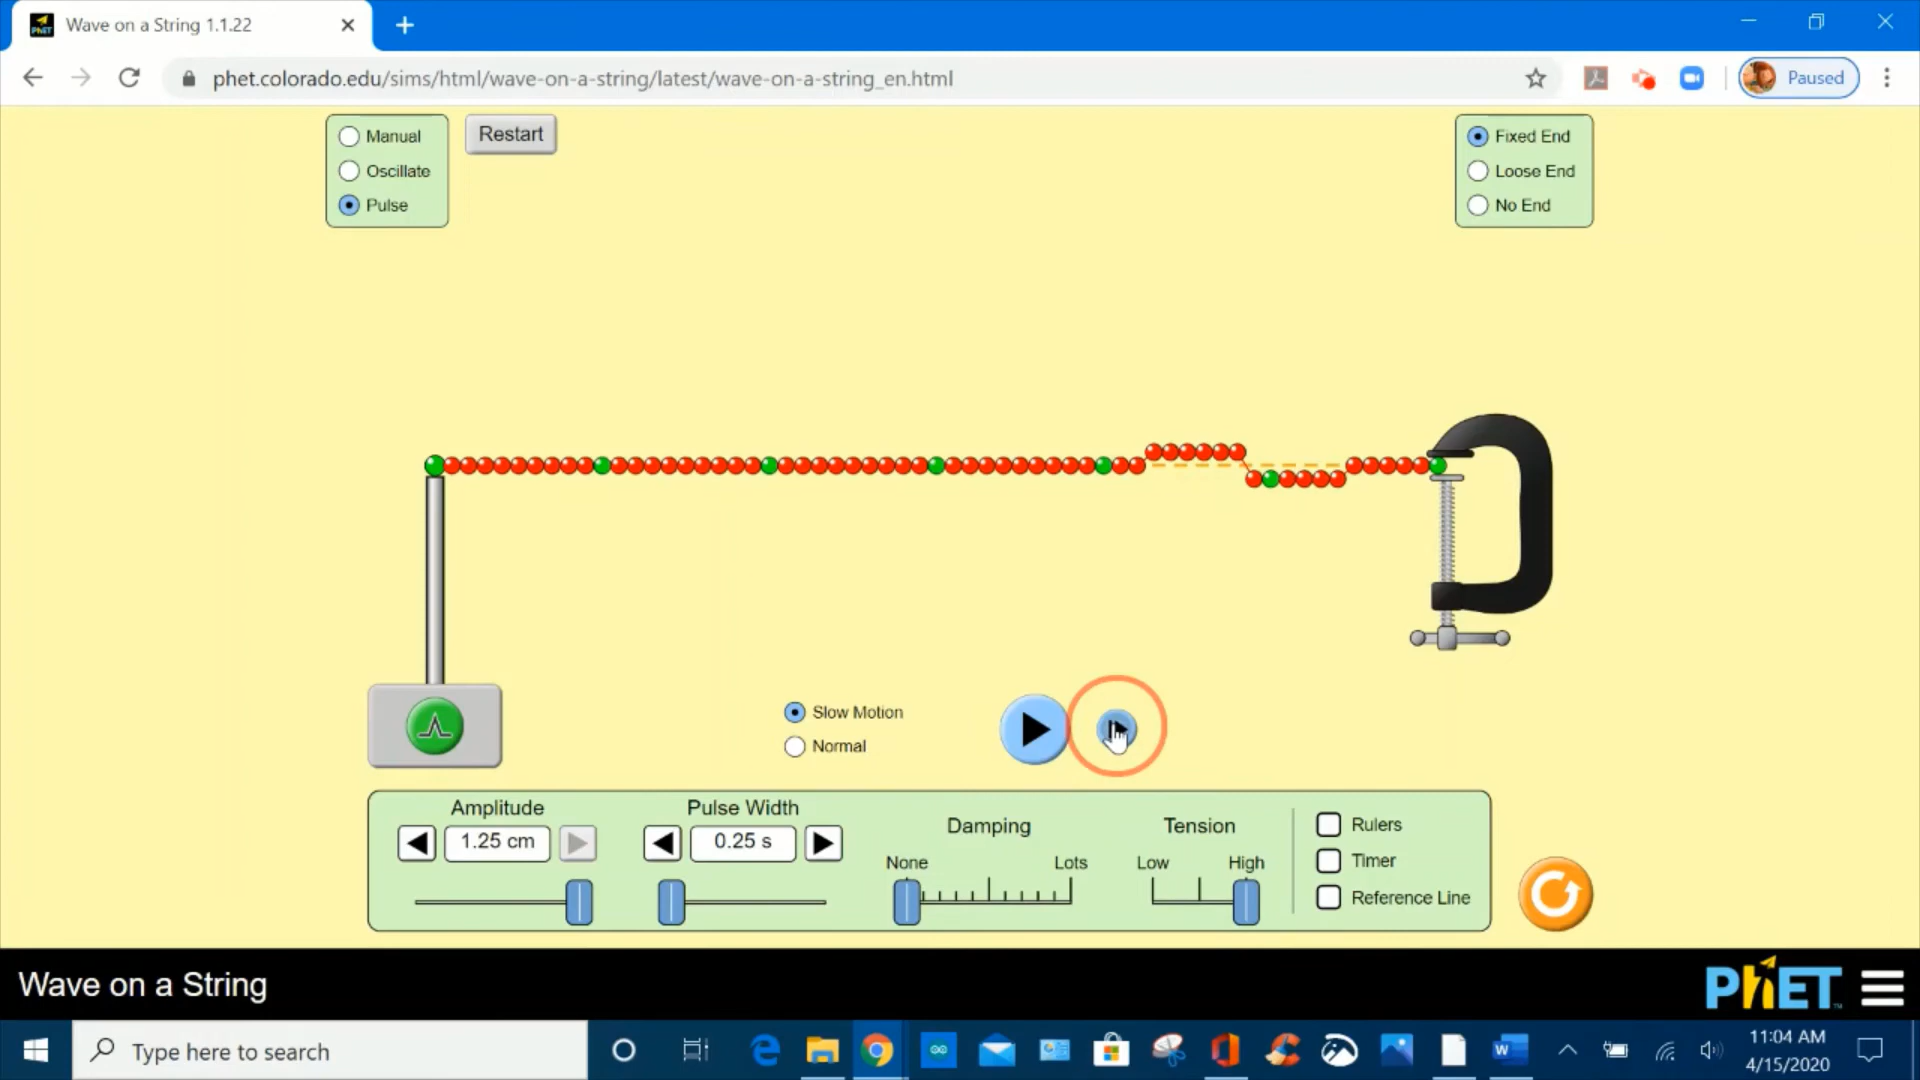 Wave on a String 1.1.22
phet.colorado.edu/sims/html/wave-on-a-string/latest/wave-on-a-string_en.html
Paused
Manual
Oscillate
Pulse
Restart
Fixed End
Loose End
No End
Slow Motion
Normal
Amplitude
1.25 cm
Pulse Width
0.25 s
Damping
None
Lots
Tension
Low
High
Rulers
Timer
Reference Line
Wave on a String
PhET
Type here to search
11:04 AM
4/15/2020